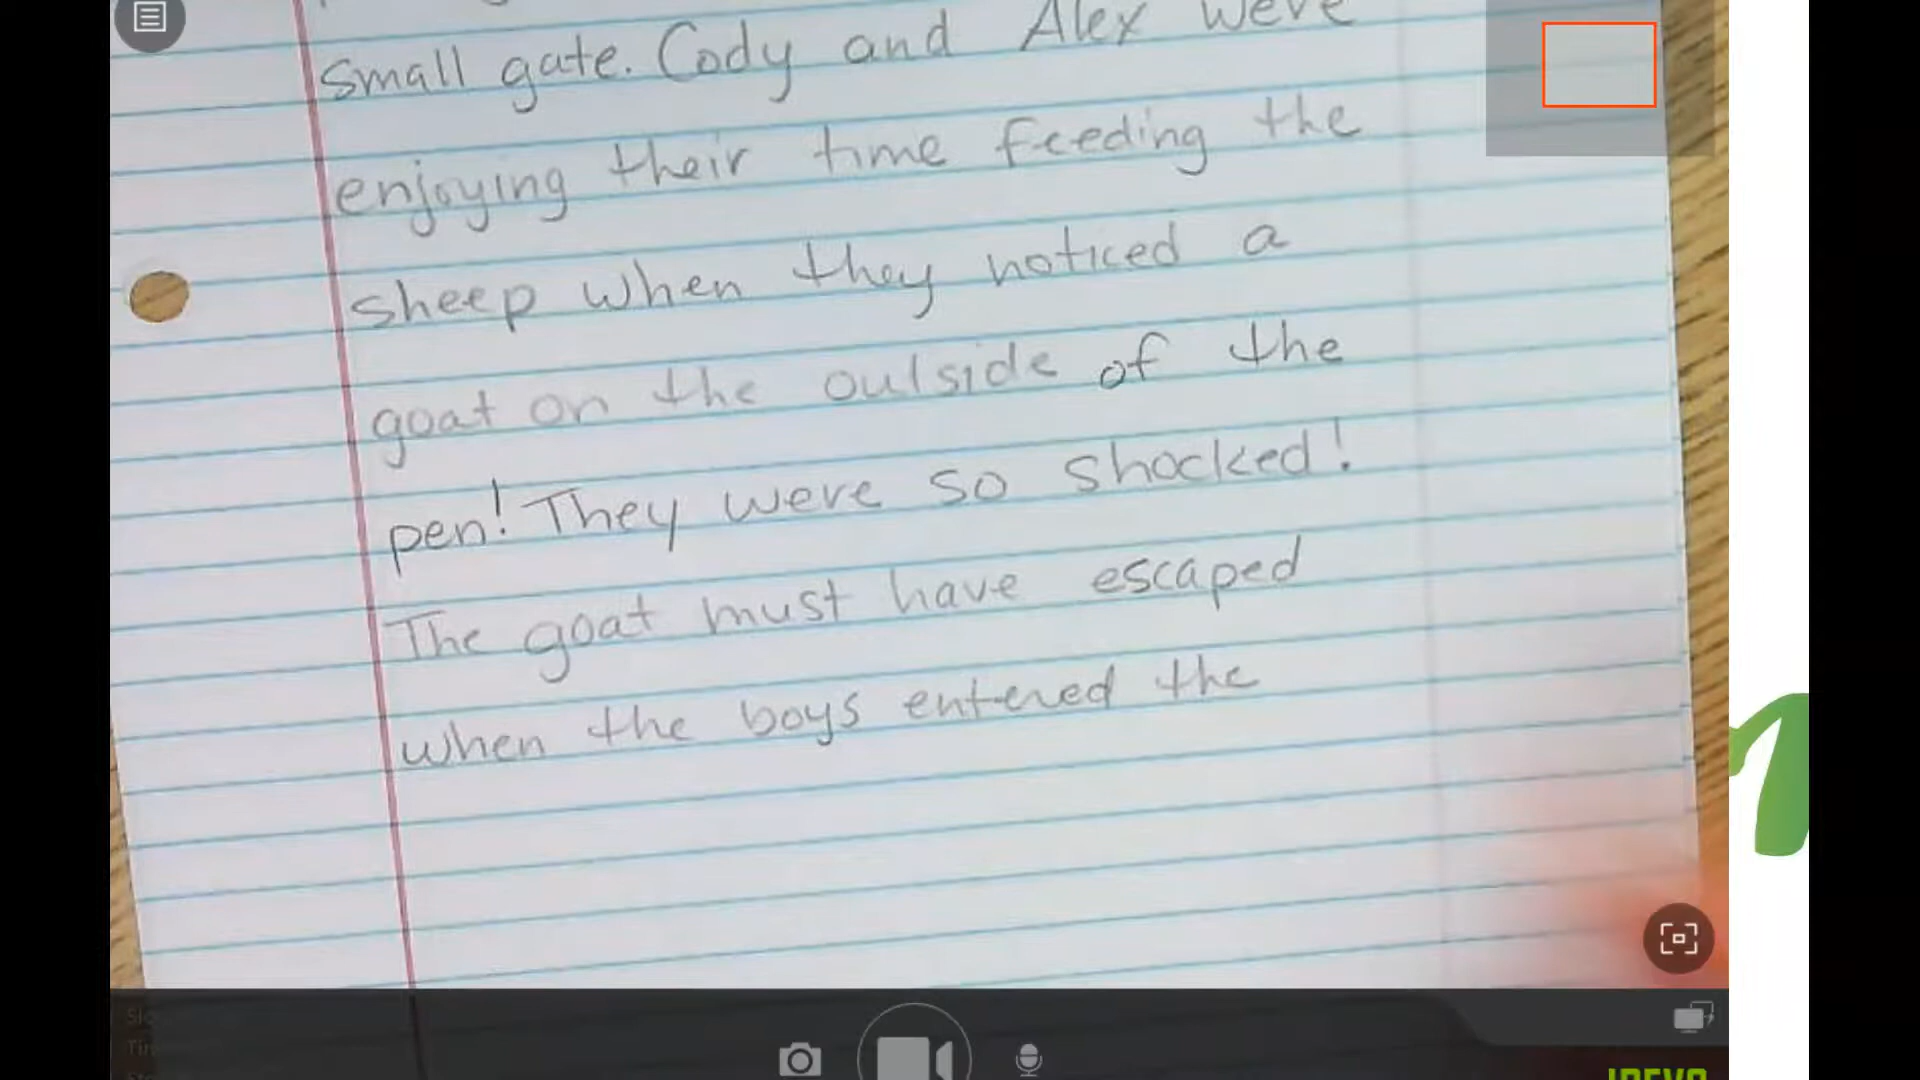 small gate. Cody and Alex were
enjoying their time feeding the
sheep when they noticed a
goat on the outside of the
pen! They were so shocked!
The goat must have escaped
when the boys entered the